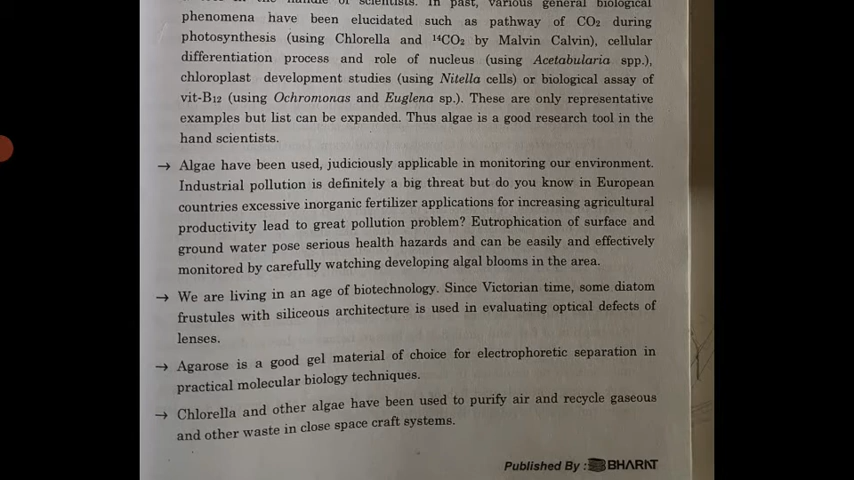 in the handle of scientists. In past, various general biological
phenomena have been elucidated such as pathway of CO₂ during
photosynthesis (using Chlorella and ¹⁴CO₂ by Malvin Calvin), cellular
differentiation process and role of nucleus (using Acetabularia spp.),
chloroplast development studies (using Nitella cells) or biological assay of
vit-B₁₂ (using Ochromonas and Euglena sp.). These are only representative
examples but list can be expanded. Thus algae is a good research tool in the
hand scientists.
→ Algae have been used, judiciously applicable in monitoring our environment.
Industrial pollution is definitely a big threat but do you know in European
countries excessive inorganic fertilizer applications for increasing agricultural
productivity lead to great pollution problem? Eutrophication of surface and
ground water pose serious health hazards and can be easily and effectively
monitored by carefully watching developing algal blooms in the area.
→ We are living in an age of biotechnology. Since Victorian time, some diatom
frustules with siliceous architecture is used in evaluating optical defects of
lenses.
→ Agarose is a good gel material of choice for electrophoretic separation in
practical molecular biology techniques.
→ Chlorella and other algae have been used to purify air and recycle gaseous
and other waste in close space craft systems.
Published By : BHARAT